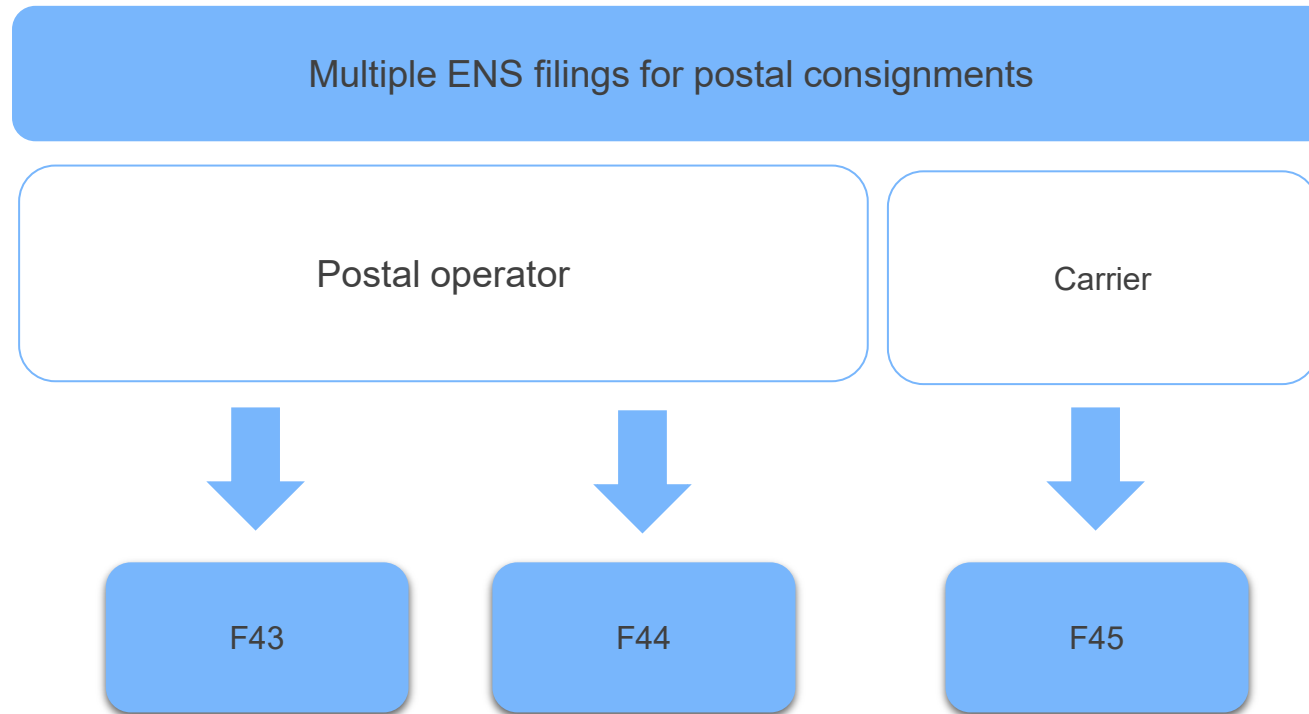 Multiple ENS filings for postal consignments
Postal operator
Carrier
F43
F44
F45